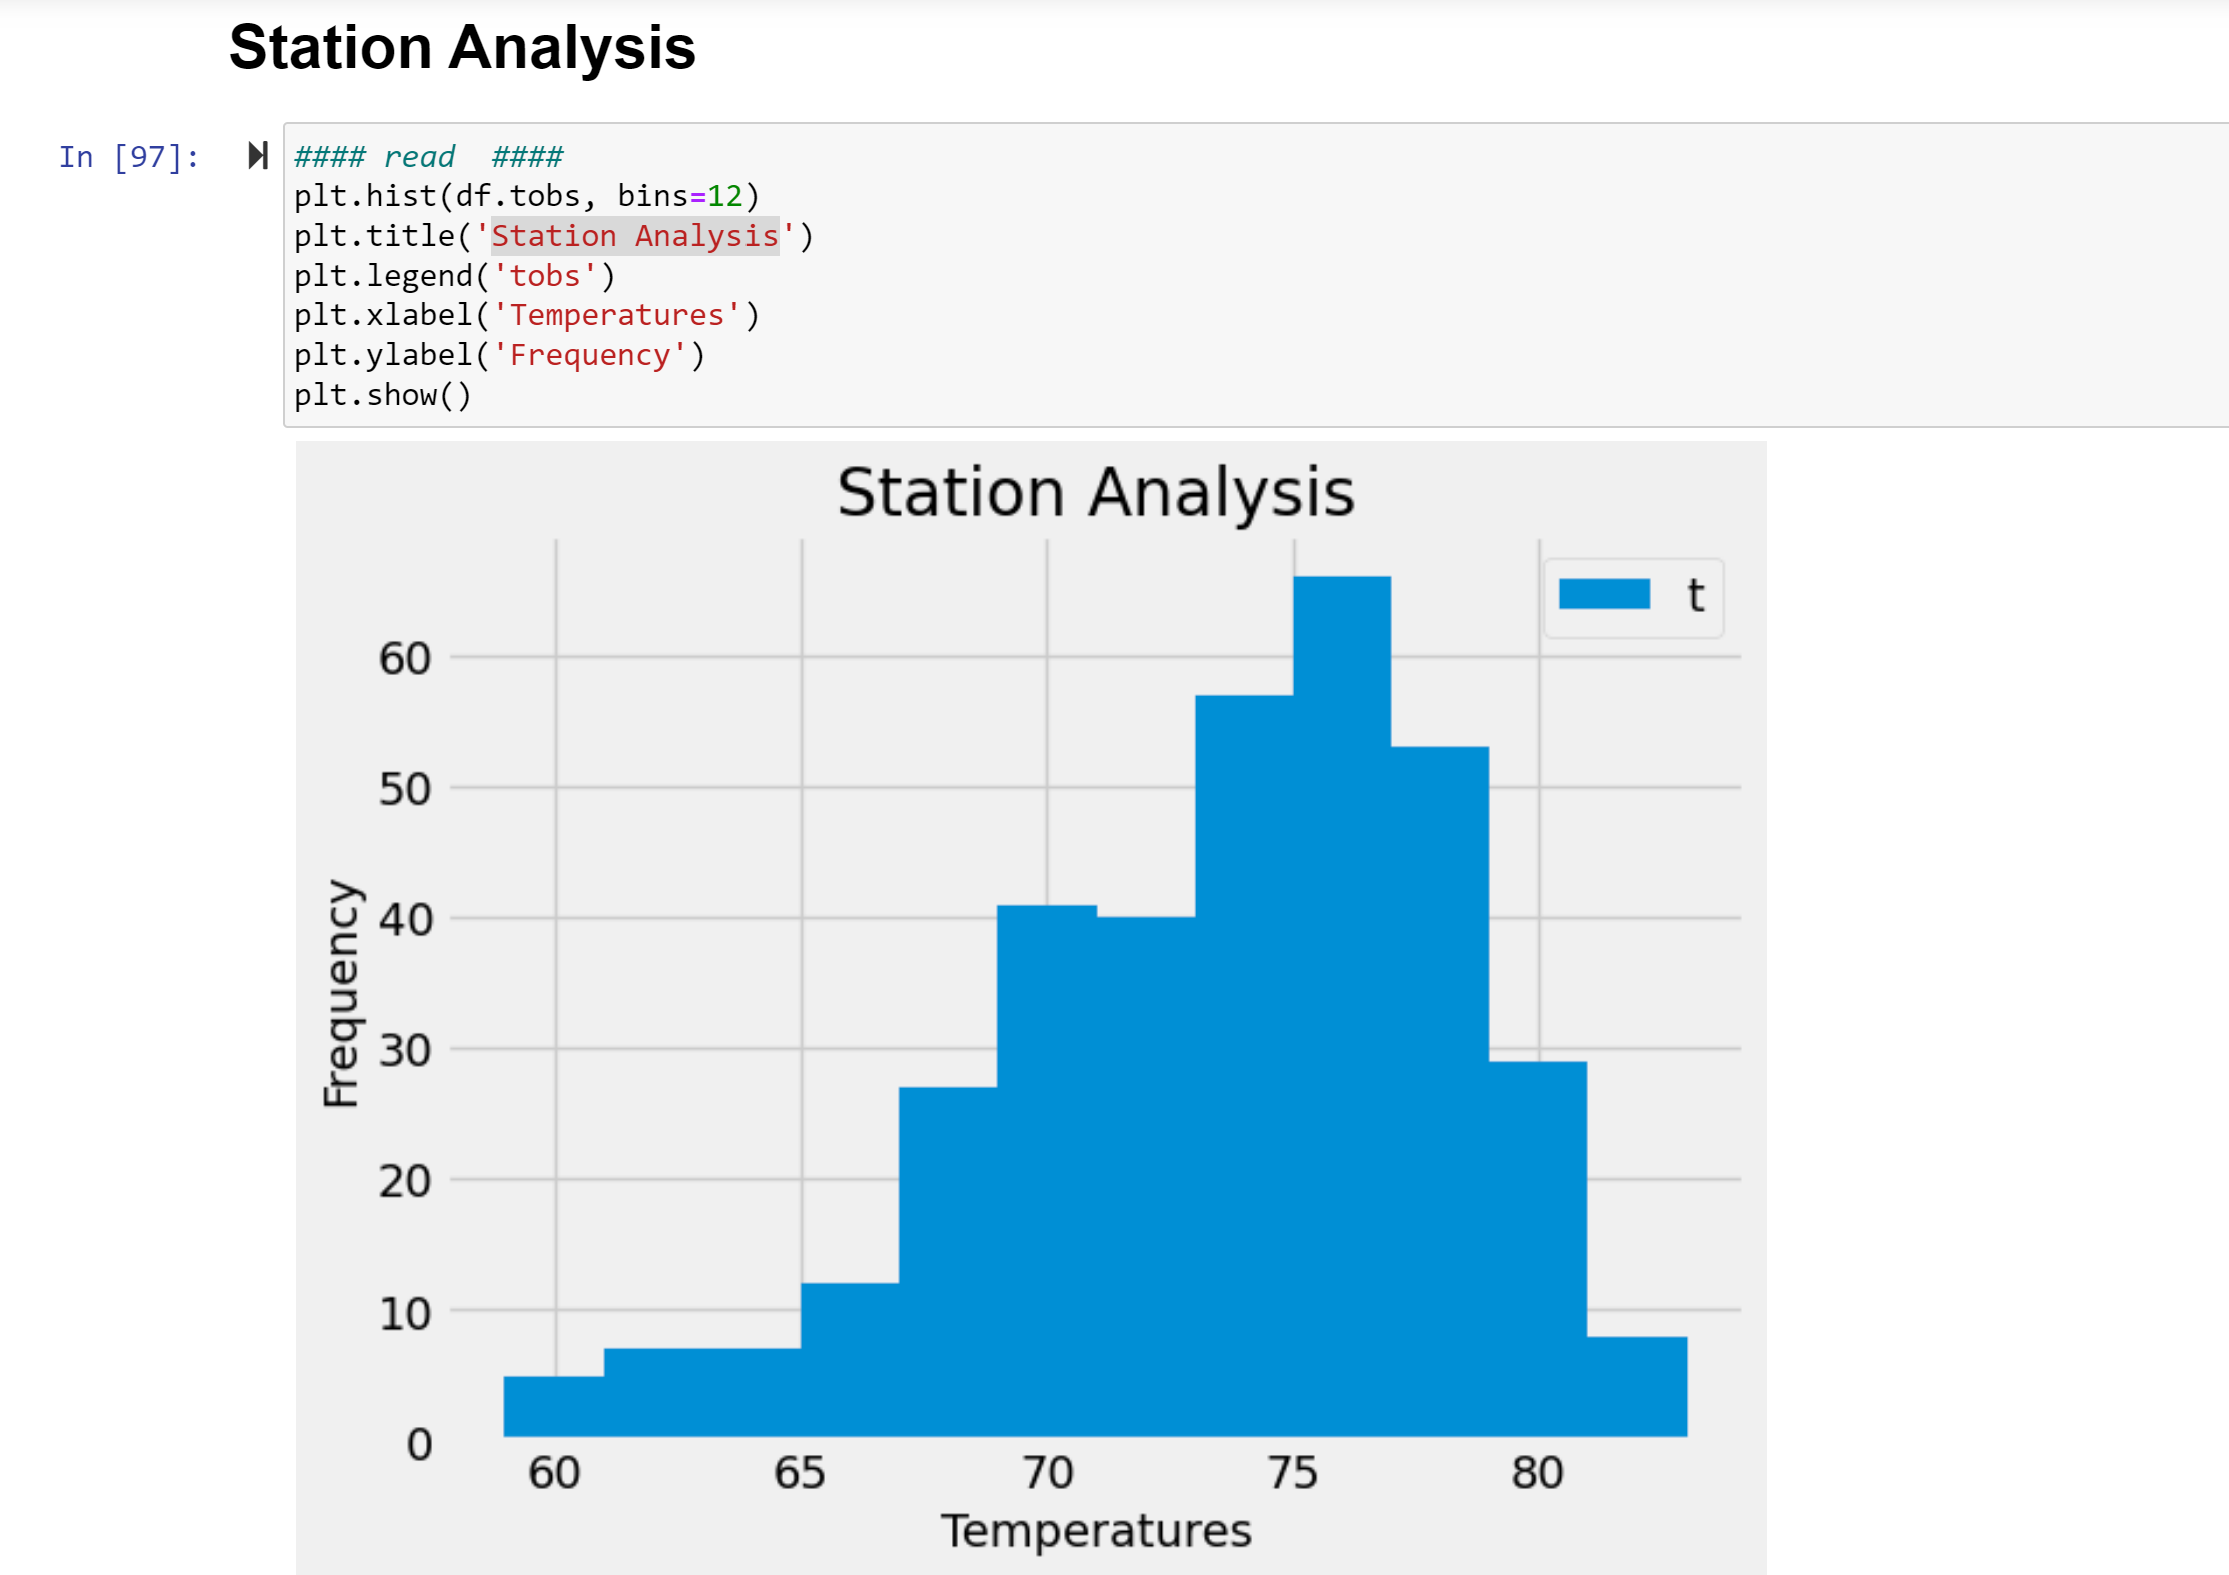 Station Analysis
In [97]:
#### read  ####
plt.hist(df.tobs, bins=12)
plt.title('Station Analysis')
plt.legend('tobs')
plt.xlabel('Temperatures')
plt.ylabel('Frequency')
plt.show()
Station Analysis
t
60
50
40
30
20
10
0
Frequency
60 65 70 75 80
Temperatures